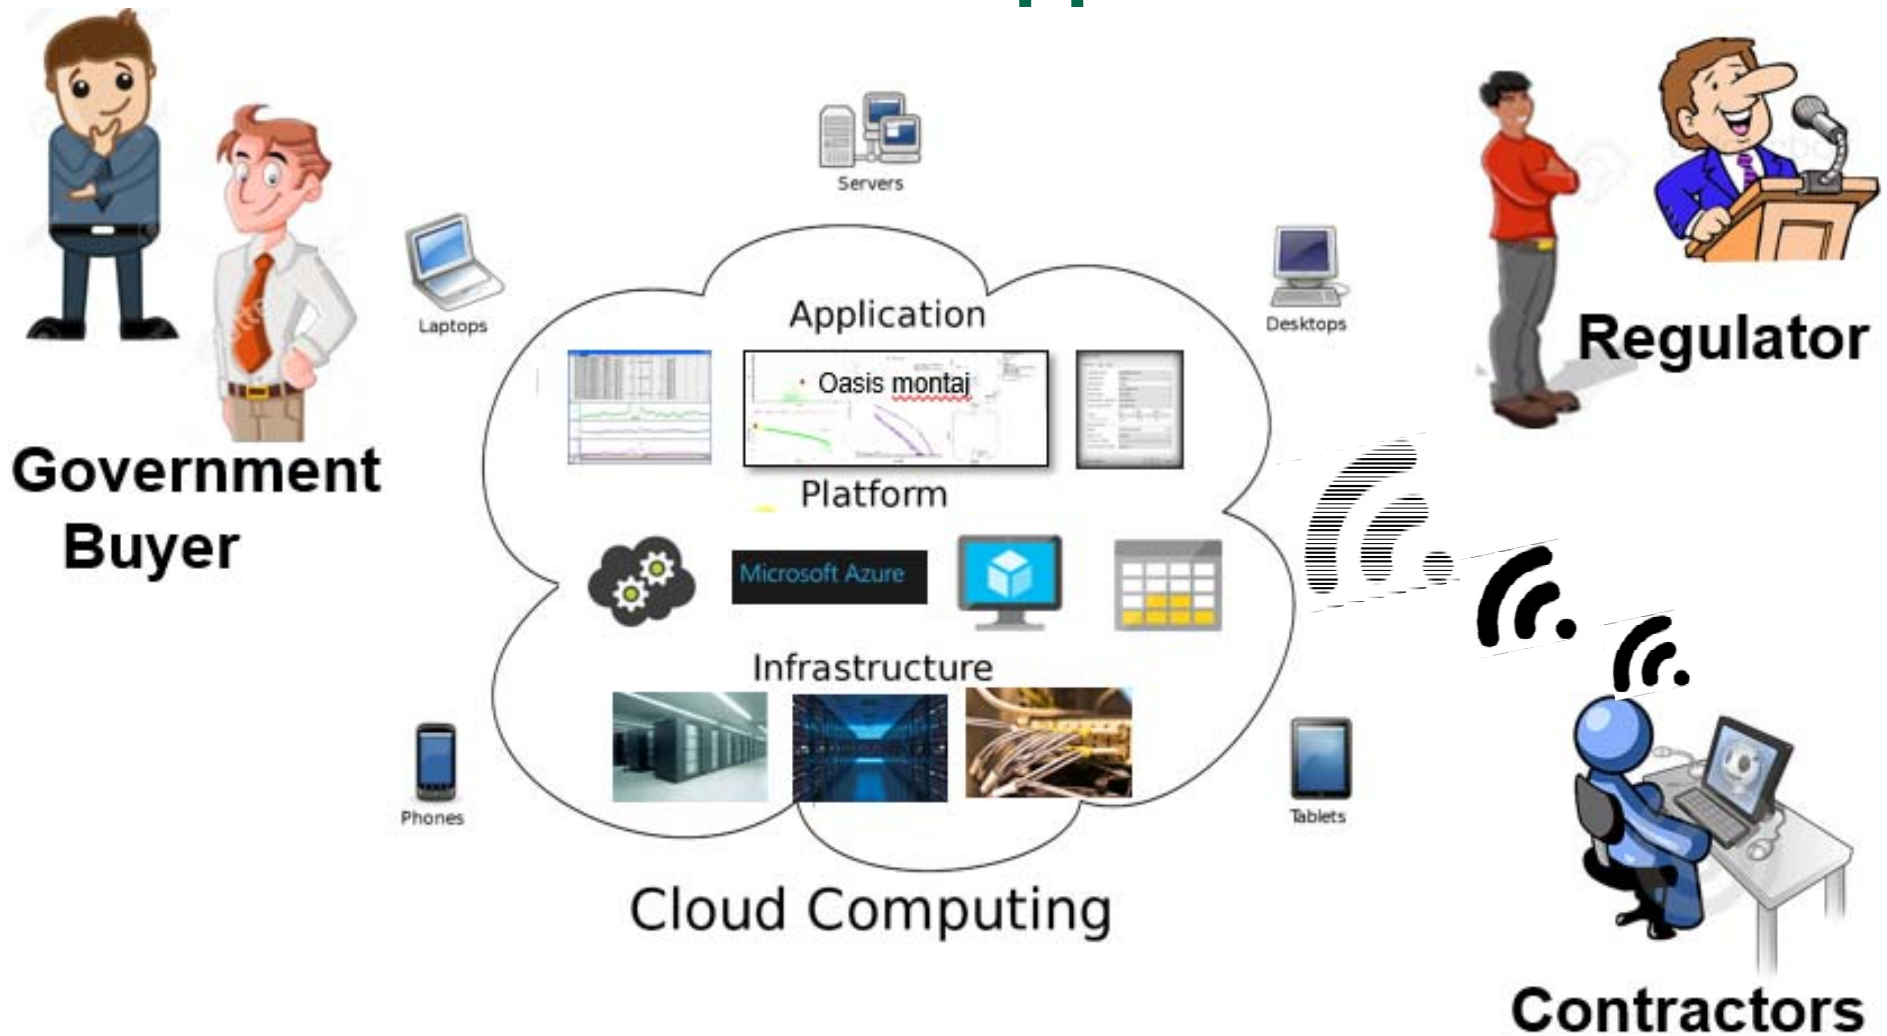 Servers
Laptops
Desktops
Application
Oasis montaj
Regulator
Government
Buyer
Platform
Microsoft Azure
Infrastructure
Phones
Tablets
Cloud Computing
Contractors